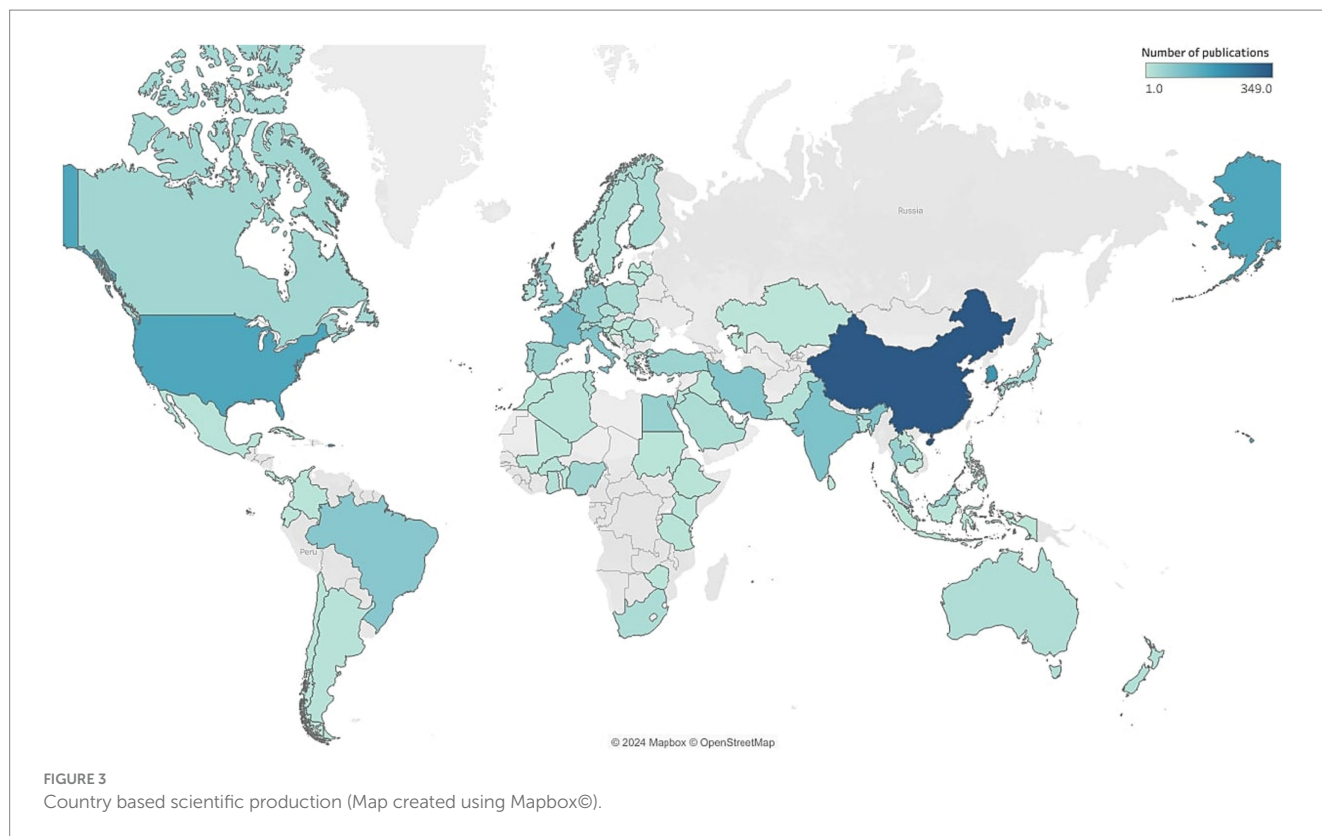 Number of publications
1.0 349.0
Russia
Peru
© 2024 Mapbox © OpenStreetMap
FIGURE 3
Country based scientific production (Map created using Mapbox©).